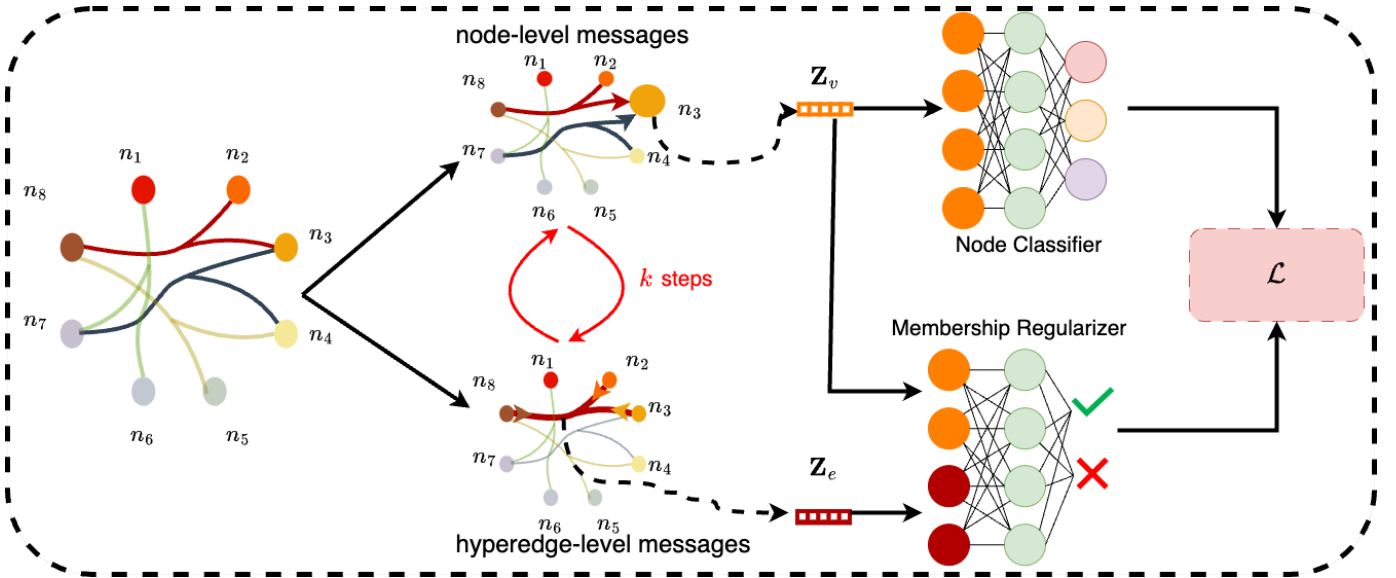 node-level messages
n1
n2
n8
n3
n7
n4
n6
n5
Zv
Node Classifier
n1
n2
n8
n3
n7
n4
n6
n5
k steps
L
Membership Regularizer
n1
n2
n8
n3
n7
n4
n6
n5
Ze
hyperedge-level messages